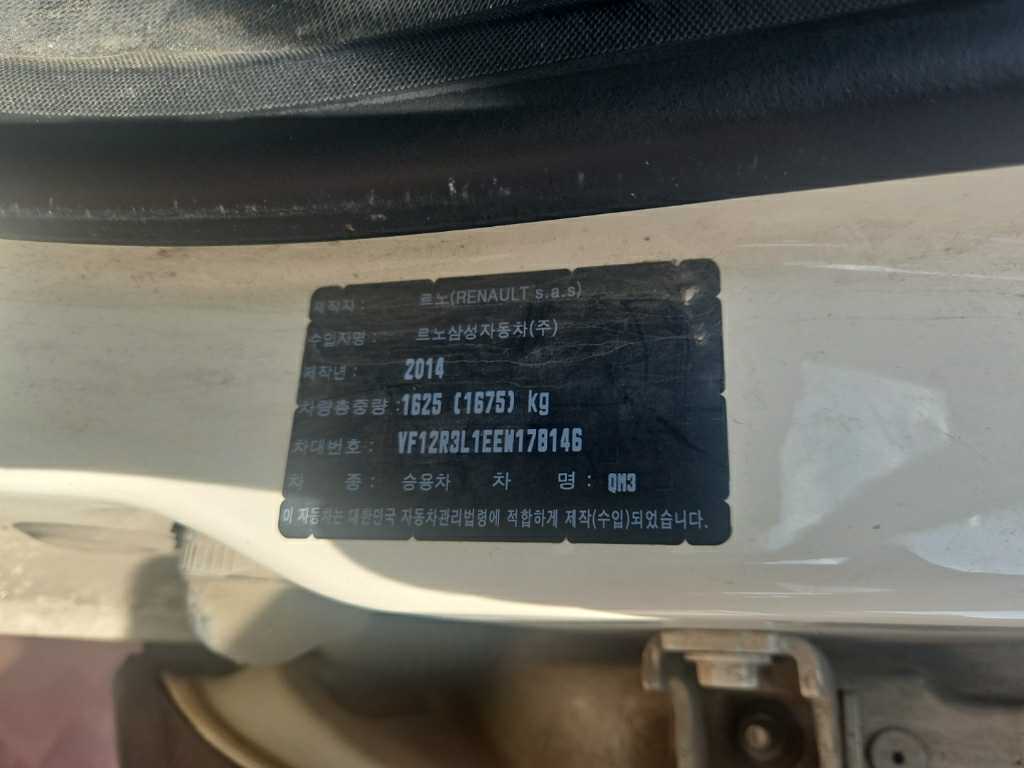 제작자 : 르노(RENAULT s.a.s)
수입자명 : 르노삼성자동차(주)
제작년 : 2014
차량총중량 : 1625 (1675) kg
차대번호 : VF12R3L1EEW178146
차 종 : 승용차 차 명 : QM3
이 자동차는 대한민국 자동차관리법령에 적합하게 제작(수입)되었습니다.